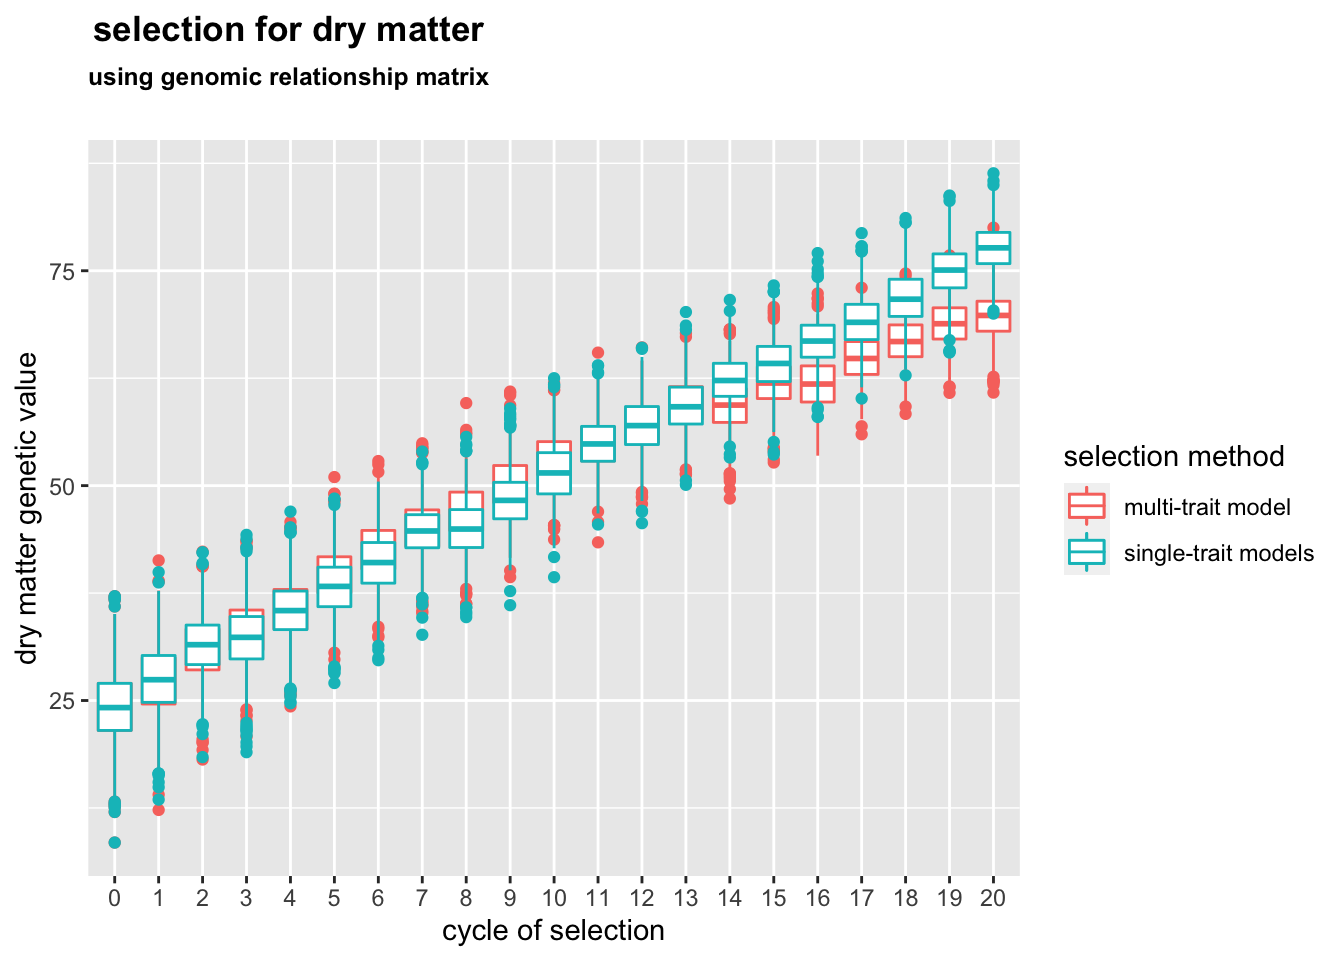 selection for dry matter
using genomic relationship matrix
dry matter genetic value
75
50
25
0 1 2 3 4 5 6 7 8 9 10 11 12 13 14 15 16 17 18 19 20
cycle of selection
selection method
multi-trait model
single-trait models